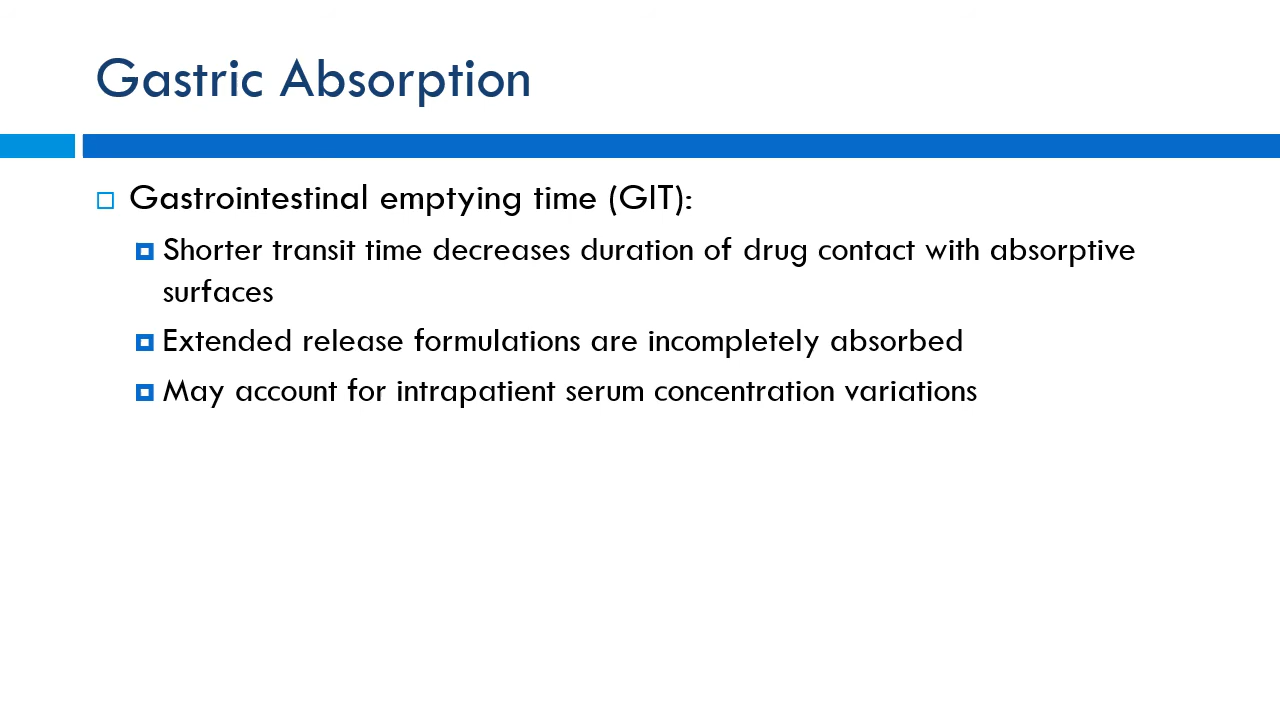 Gastric Absorption
Gastrointestinal emptying time (GIT):
Shorter transit time decreases duration of drug contact with absorptive
surfaces
Extended release formulations are incompletely absorbed
May account for intrapatient serum concentration variations